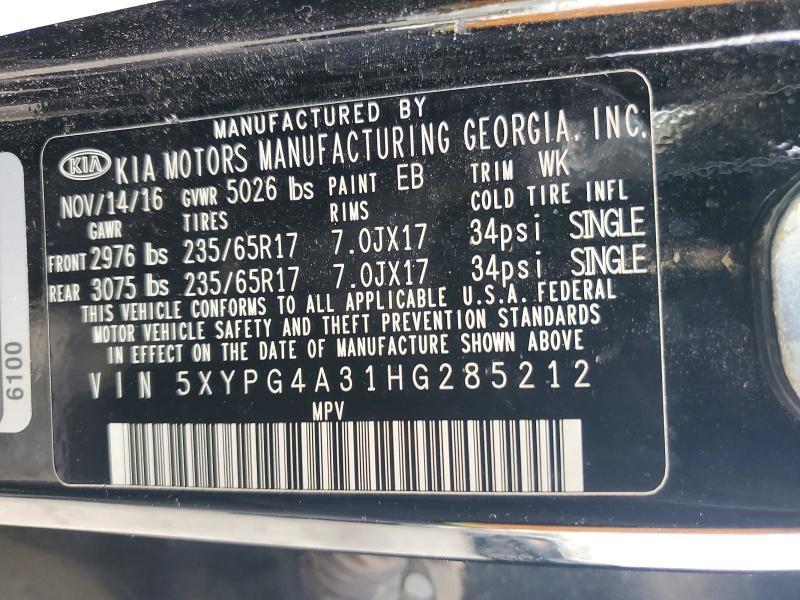 MANUFACTURED BY
KIA KIA MOTORS MANUFACTURING GEORGIA, INC.
NOV/14/16 GVWR 5026 lbs PAINT EB TRIM WK
GAWR TIRES RIMS COLD TIRE INFL
FRONT 2976 lbs 235/65R17 7.0JX17 34psi SINGLE
REAR 3075 lbs 235/65R17 7.0JX17 34psi SINGLE
THIS VEHICLE CONFORMS TO ALL APPLICABLE U.S.A. FEDERAL
MOTOR VEHICLE SAFETY AND THEFT PREVENTION STANDARDS
IN EFFECT ON THE DATE OF MANUFACTURE SHOWN ABOVE
VIN 5XYPG4A31HG285212
MPV
6100